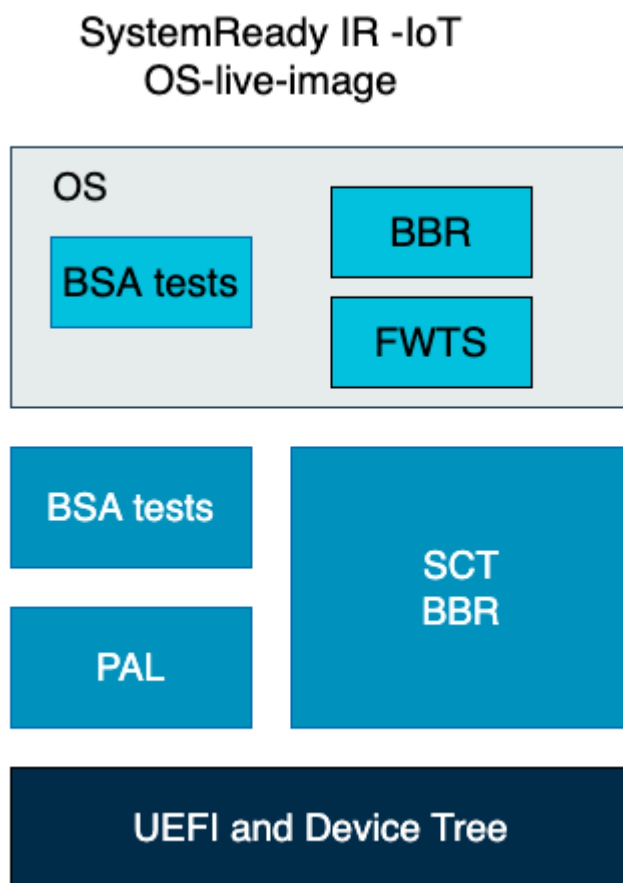 SystemReady IR -IoT
OS-live-image
OS
BSA tests
BBR
FWTS
BSA tests
SCT
BBR
PAL
UEFI and Device Tree